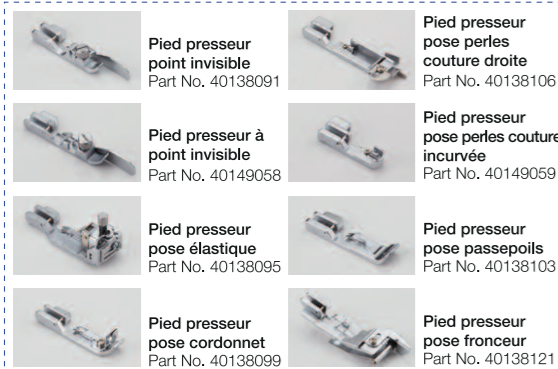 Pied presseur
point invisible
Part No. 40138091
Pied presseur à
point invisible
Part No. 40149058
Pied presseur
pose élastique
Part No. 40138095
Pied presseur
pose cordonnet
Part No. 40138099
Pied presseur
pose perles
couture droite
Part No. 40138106
Pied presseur
pose perles couture
incurvée
Part No. 40149059
Pied presseur
pose passepoils
Part No. 40138103
Pied presseur
pose fronceur
Part No. 40138121